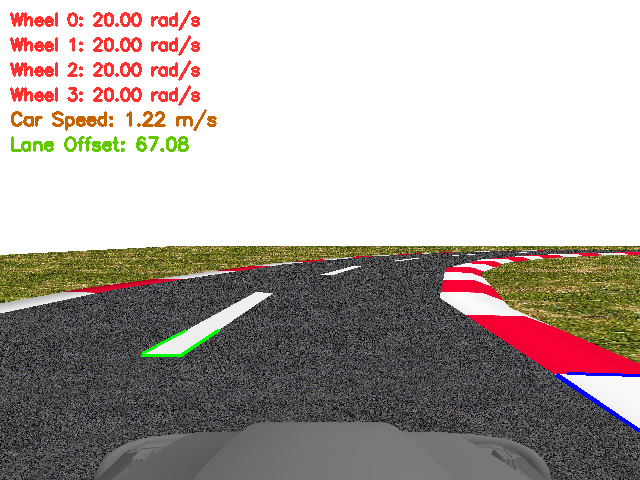 Wheel 0: 20.00 rad/s
Wheel 1: 20.00 rad/s
Wheel 2: 20.00 rad/s
Wheel 3: 20.00 rad/s
Car Speed: 1.22 m/s
Lane Offset: 67.08